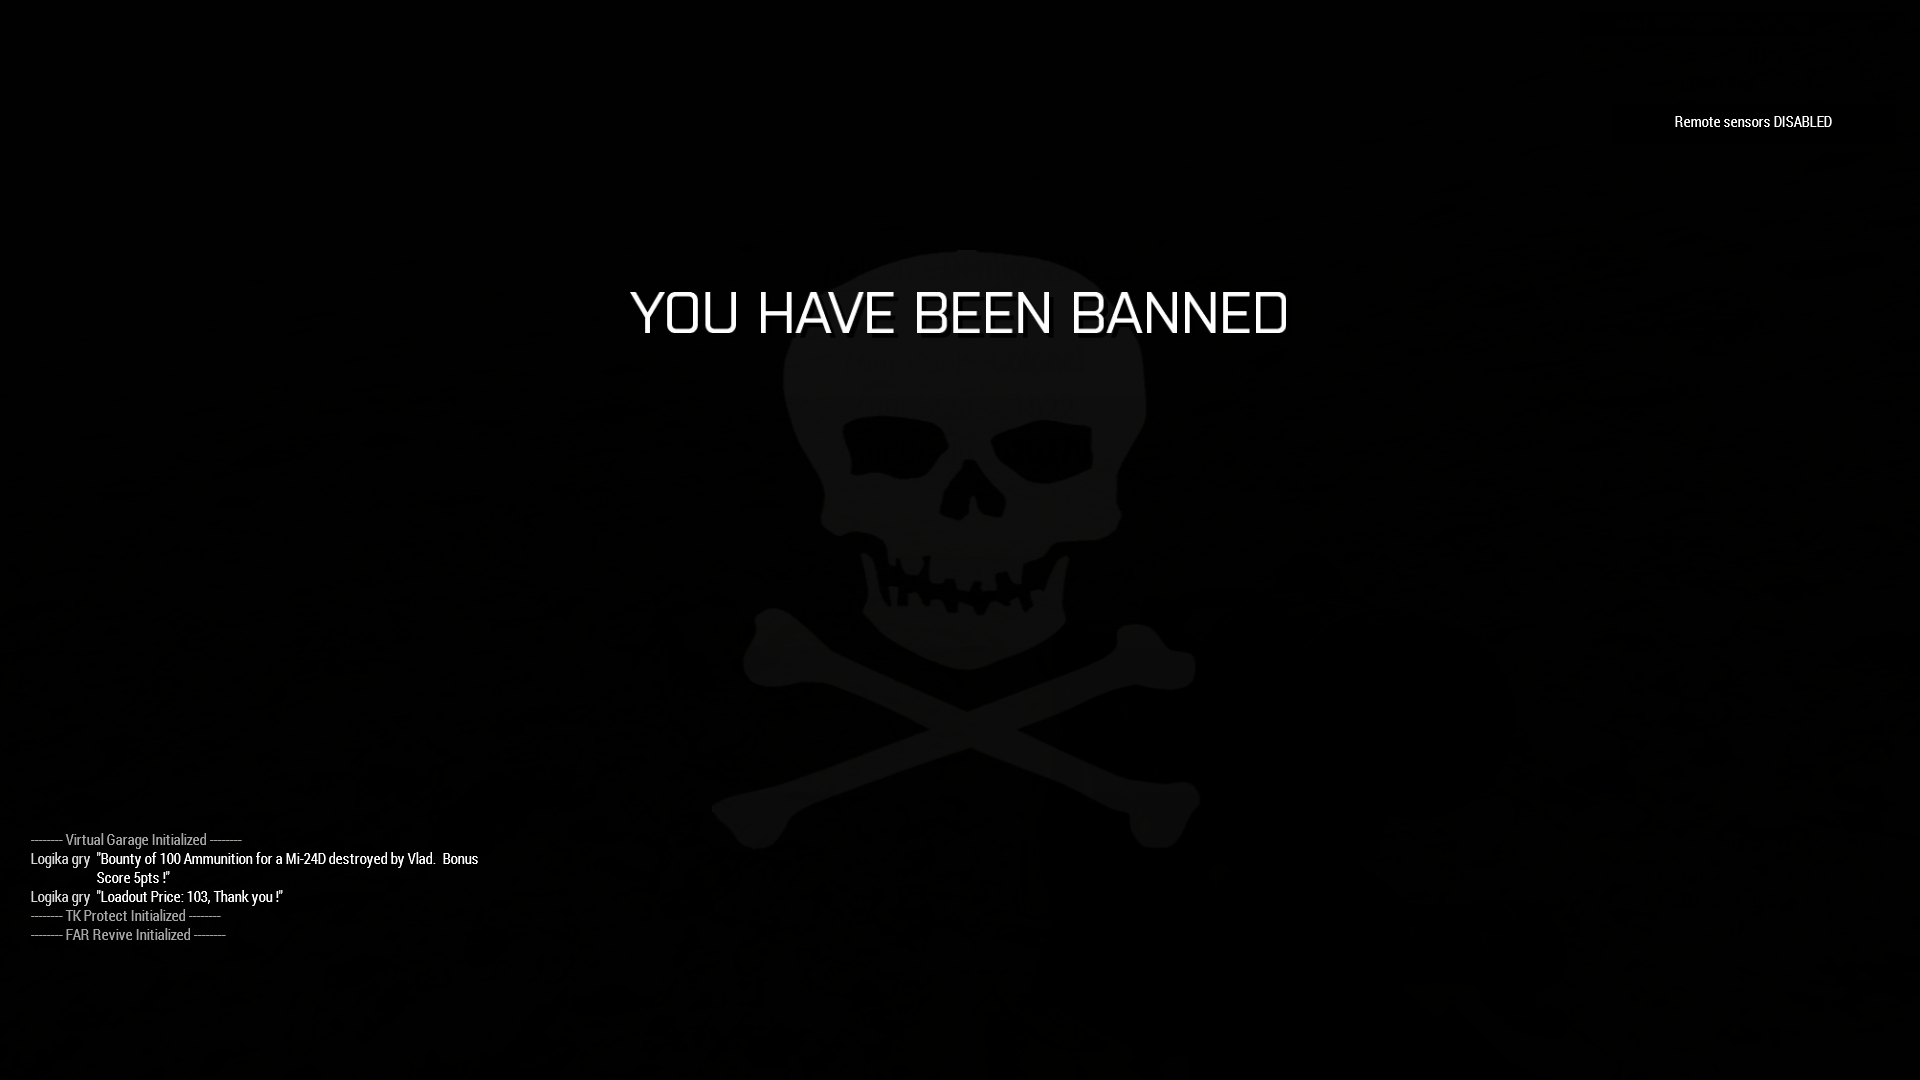 Remote sensors DISABLED
YOU HAVE BEEN BANNED
-------- Virtual Garage Initialized --------
Logika gry "Bounty of 100 Ammunition for a Mi-24D destroyed by Vlad.  Bonus
Score 5pts !"
Logika gry "Loadout Price: 103, Thank you !"
-------- TK Protect Initialized --------
-------- FAR Revive Initialized --------